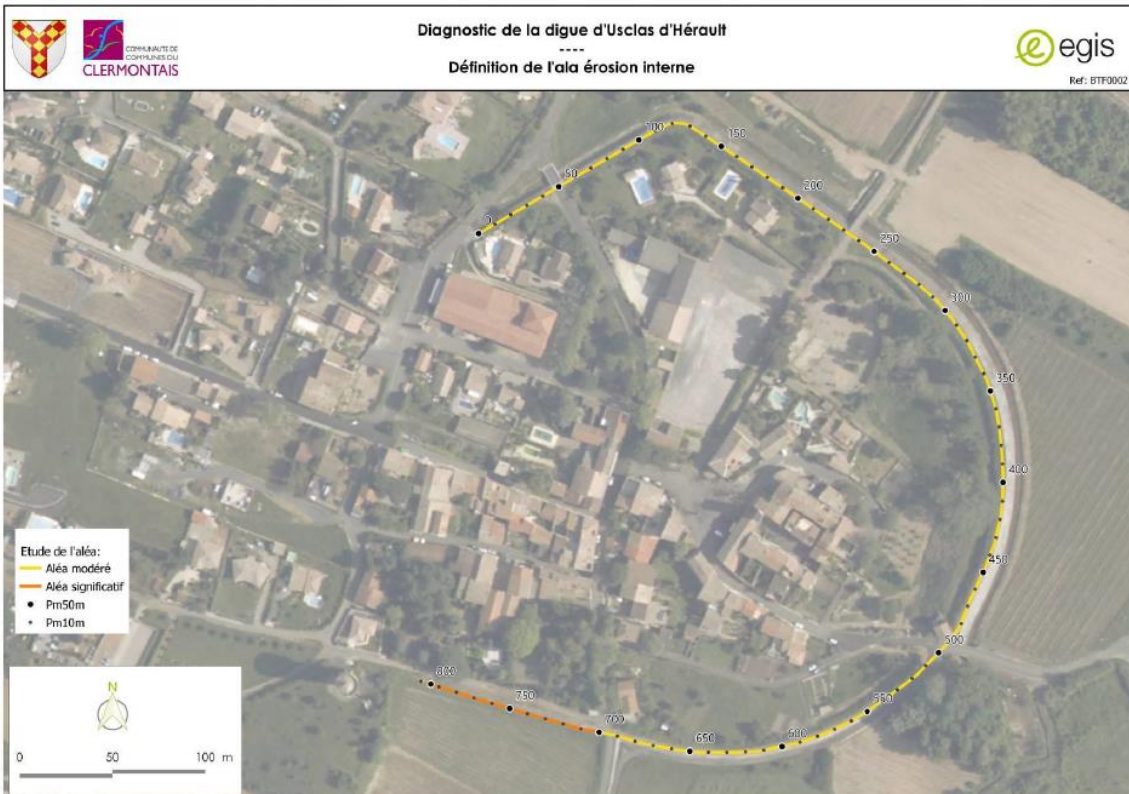 COMMUNAUTE DE
COMMUNES DU
CLERMONTAIS
Diagnostic de la digue d'Usclas d'Hérault
----
Définition de l'ala érosion interne
egis
Ref: BTF0002
0
50
100
150
200
250
300
350
400
450
500
550
600
650
700
750
800
Etude de l'aléa:
Aléa modéré
Aléa significatif
Pm50m
Pm10m
N
0 50 100 m